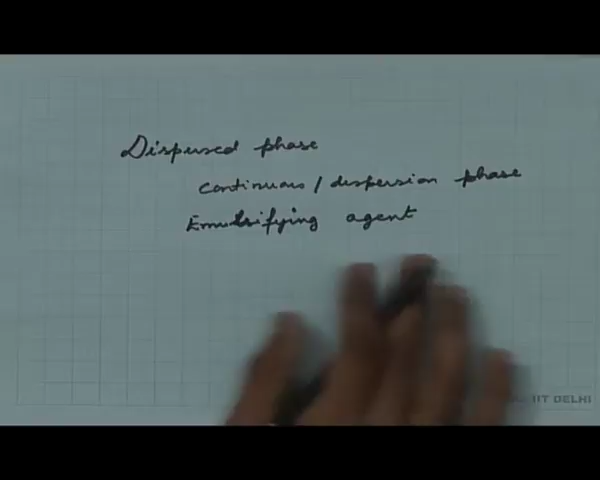 Dispersed phase
continuous / dispersion phase
Emulsifying agent
IIT DELHI